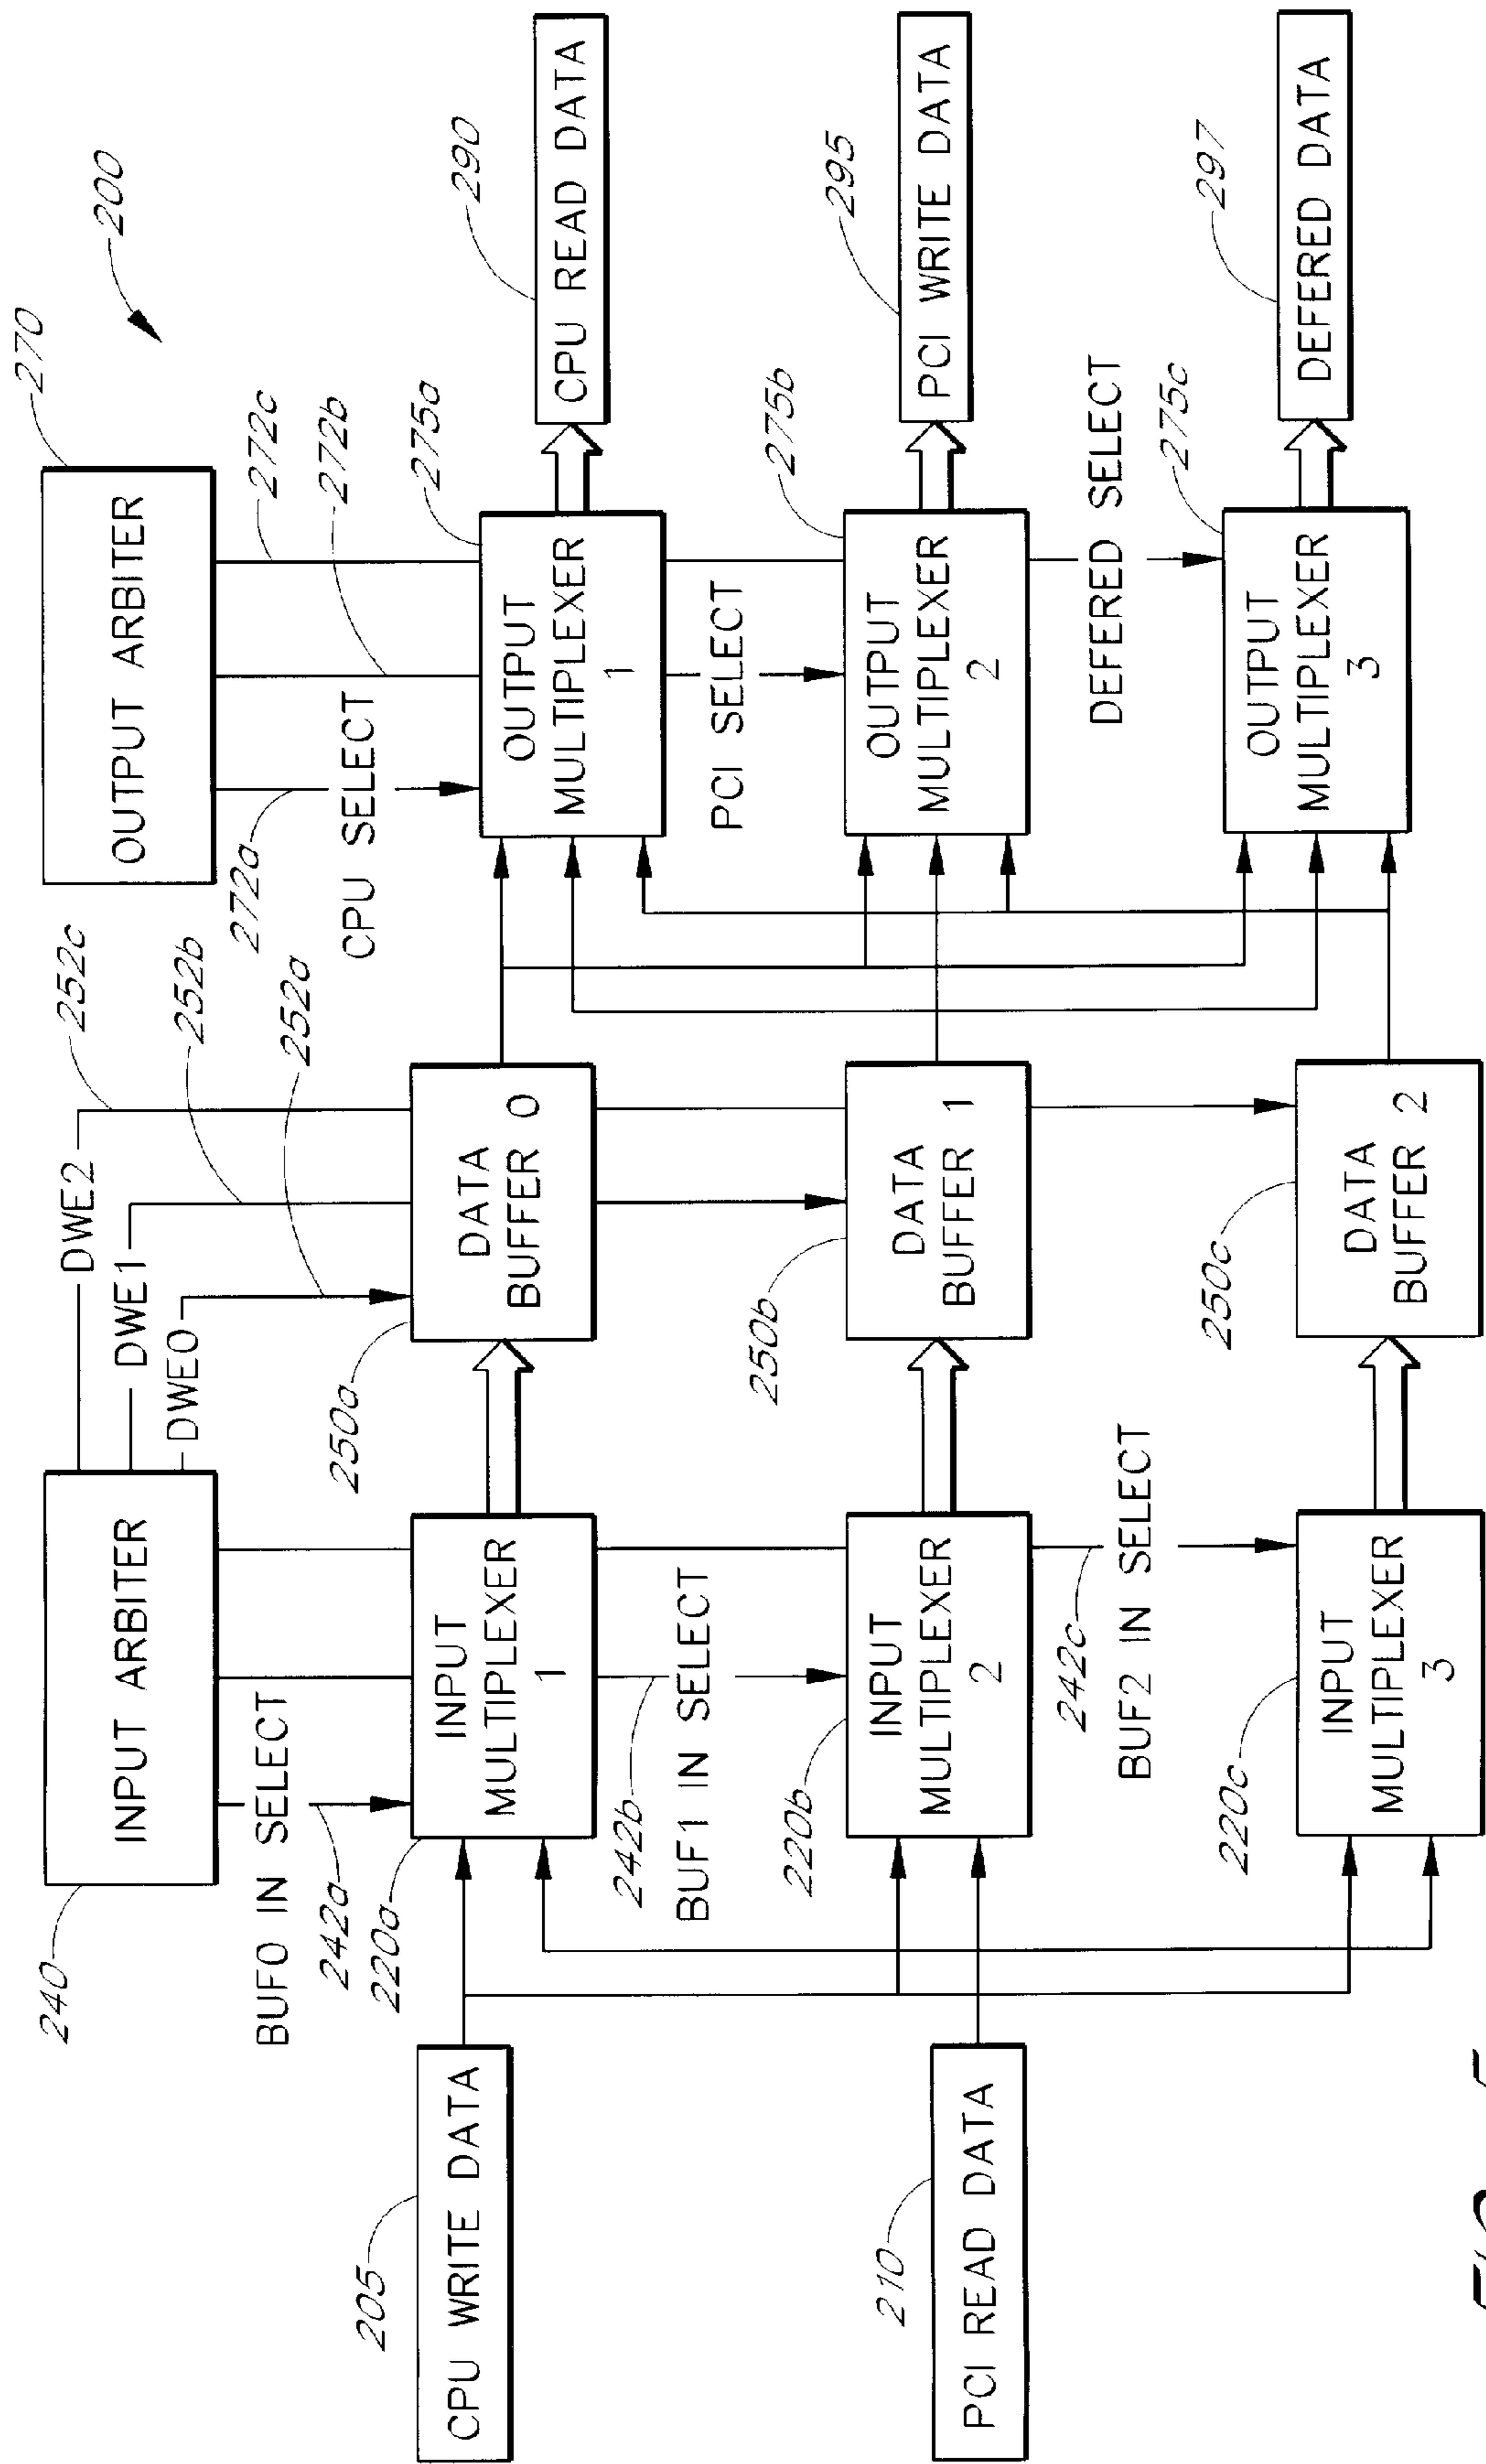 270
200
OUTPUT ARBITER
272c
272b
272a
CPU SELECT
275a
OUTPUT
MULTIPLEXER
1
290
CPU READ DATA
PCI SELECT
275b
OUTPUT
MULTIPLEXER
2
295
PCI WRITE DATA
DEFERRED SELECT
275c
OUTPUT
MULTIPLEXER
3
297
DEFERED DATA
252c
252b
252a
DWE2
DWE1
DWE0
250a
DATA
BUFFER 0
250b
DATA
BUFFER 1
250c
DATA
BUFFER 2
240
INPUT ARBITER
BUF0 IN SELECT
242a
220a
INPUT
MULTIPLEXER
1
242b
BUF1 IN SELECT
220b
INPUT
MULTIPLEXER
2
242c
BUF2 IN SELECT
220c
INPUT
MULTIPLEXER
3
205
CPU WRITE DATA
210
PCI READ DATA